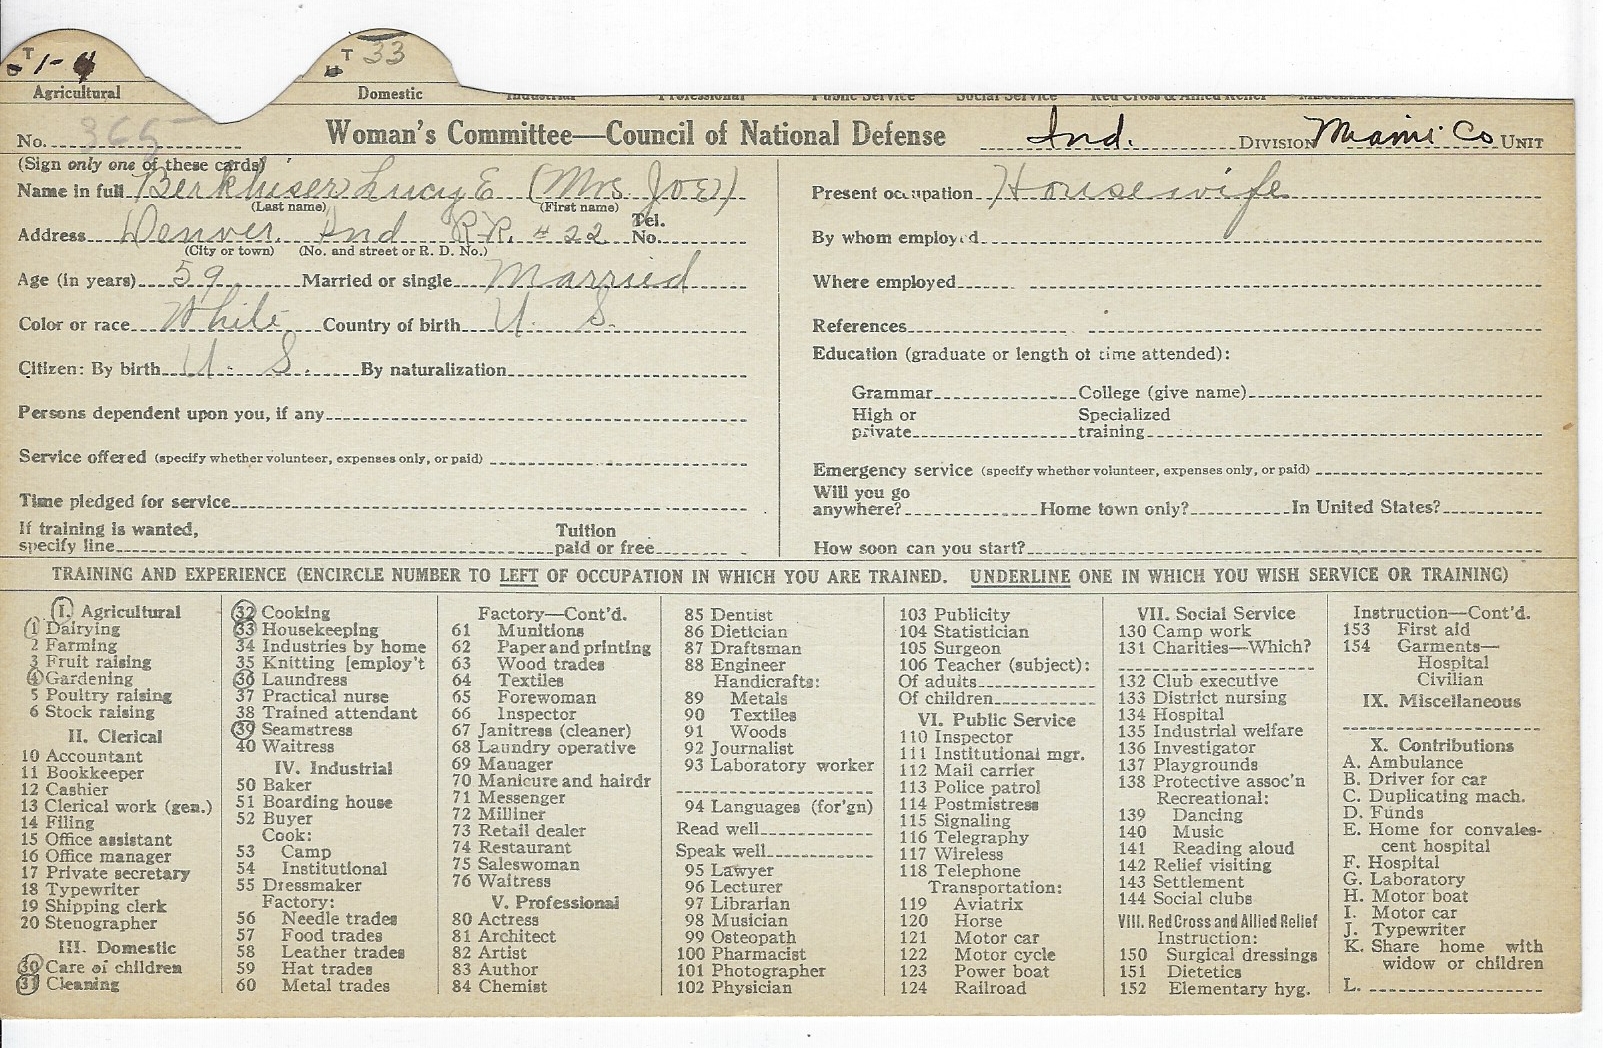 T 1-4 T 33
Agricultural Domestic Industrial Professional Public Service Social Service Red Cross & Allied Relief Miscellaneous
No. 365 Woman's Committee—Council of National Defense Ind. DIVISION Miami Co UNIT
(Sign only one of these cards)
Name in full Berkhiser Lucy E (Mrs. Joe)
(Last name) (First name)
Address Denver. Ind R.R. # 22 Tel. No.
(City or town) (No. and street or R. D. No.)
Age (in years) 59 Married or single Married
Color or race White Country of birth U. S.
Citizen: By birth U. S. By naturalization
Persons dependent upon you, if any
Service offered (specify whether volunteer, expenses only, or paid)
Time pledged for service
If training is wanted, Tuition
specify line paid or free
Present occupation Housewife
By whom employed
Where employed
References
Education (graduate or length of time attended):
Grammar College (give name)
High or Specialized
private training
Emergency service (specify whether volunteer, expenses only, or paid)
Will you go
anywhere? Home town only? In United States?
How soon can you start?
TRAINING AND EXPERIENCE (ENCIRCLE NUMBER TO LEFT OF OCCUPATION IN WHICH YOU ARE TRAINED. UNDERLINE ONE IN WHICH YOU WISH SERVICE OR TRAINING)
I. Agricultural
1 Dairying
2 Farming
3 Fruit raising
4 Gardening
5 Poultry raising
6 Stock raising
II. Clerical
10 Accountant
11 Bookkeeper
12 Cashier
13 Clerical work (gen.)
14 Filing
15 Office assistant
16 Office manager
17 Private secretary
18 Typewriter
19 Shipping clerk
20 Stenographer
III. Domestic
30 Care of children
31 Cleaning
32 Cooking
33 Housekeeping
34 Industries by home
35 Knitting [employ't
36 Laundress
37 Practical nurse
38 Trained attendant
39 Seamstress
40 Waitress
IV. Industrial
50 Baker
51 Boarding house
52 Buyer
Cook:
53 Camp
54 Institutional
55 Dressmaker
Factory:
56 Needle trades
57 Food trades
58 Leather trades
59 Hat trades
60 Metal trades
Factory—Cont'd.
61 Munitions
62 Paper and printing
63 Wood trades
64 Textiles
65 Forewoman
66 Inspector
67 Janitress (cleaner)
68 Laundry operative
69 Manager
70 Manicure and hairdr
71 Messenger
72 Milliner
73 Retail dealer
74 Restaurant
75 Saleswoman
76 Waitress
V. Professional
80 Actress
81 Architect
82 Artist
83 Author
84 Chemist
85 Dentist
86 Dietician
87 Draftsman
88 Engineer
Handicrafts:
89 Metals
90 Textiles
91 Woods
92 Journalist
93 Laboratory worker
94 Languages (for'gn)
Read well
Speak well
95 Lawyer
96 Lecturer
97 Librarian
98 Musician
99 Osteopath
100 Pharmacist
101 Photographer
102 Physician
103 Publicity
104 Statistician
105 Surgeon
106 Teacher (subject):
Of adults
Of children
VI. Public Service
110 Inspector
111 Institutional mgr.
112 Mail carrier
113 Police patrol
114 Postmistress
115 Signaling
116 Telegraphy
117 Wireless
118 Telephone
Transportation:
119 Aviatrix
120 Horse
121 Motor car
122 Motor cycle
123 Power boat
124 Railroad
VII. Social Service
130 Camp work
131 Charities—Which?
132 Club executive
133 District nursing
134 Hospital
135 Industrial welfare
136 Investigator
137 Playgrounds
138 Protective assoc'n
Recreational:
139 Dancing
140 Music
141 Reading aloud
142 Relief visiting
143 Settlement
144 Social clubs
VIII. Red Cross and Allied Relief
Instruction:
150 Surgical dressings
151 Dietetics
152 Elementary hyg.
Instruction—Cont'd.
153 First aid
154 Garments—
Hospital
Civilian
IX. Miscellaneous
X. Contributions
A. Ambulance
B. Driver for car
C. Duplicating mach.
D. Funds
E. Home for convales-
cent hospital
F. Hospital
G. Laboratory
H. Motor boat
I. Motor car
J. Typewriter
K. Share home with
widow or children
L.